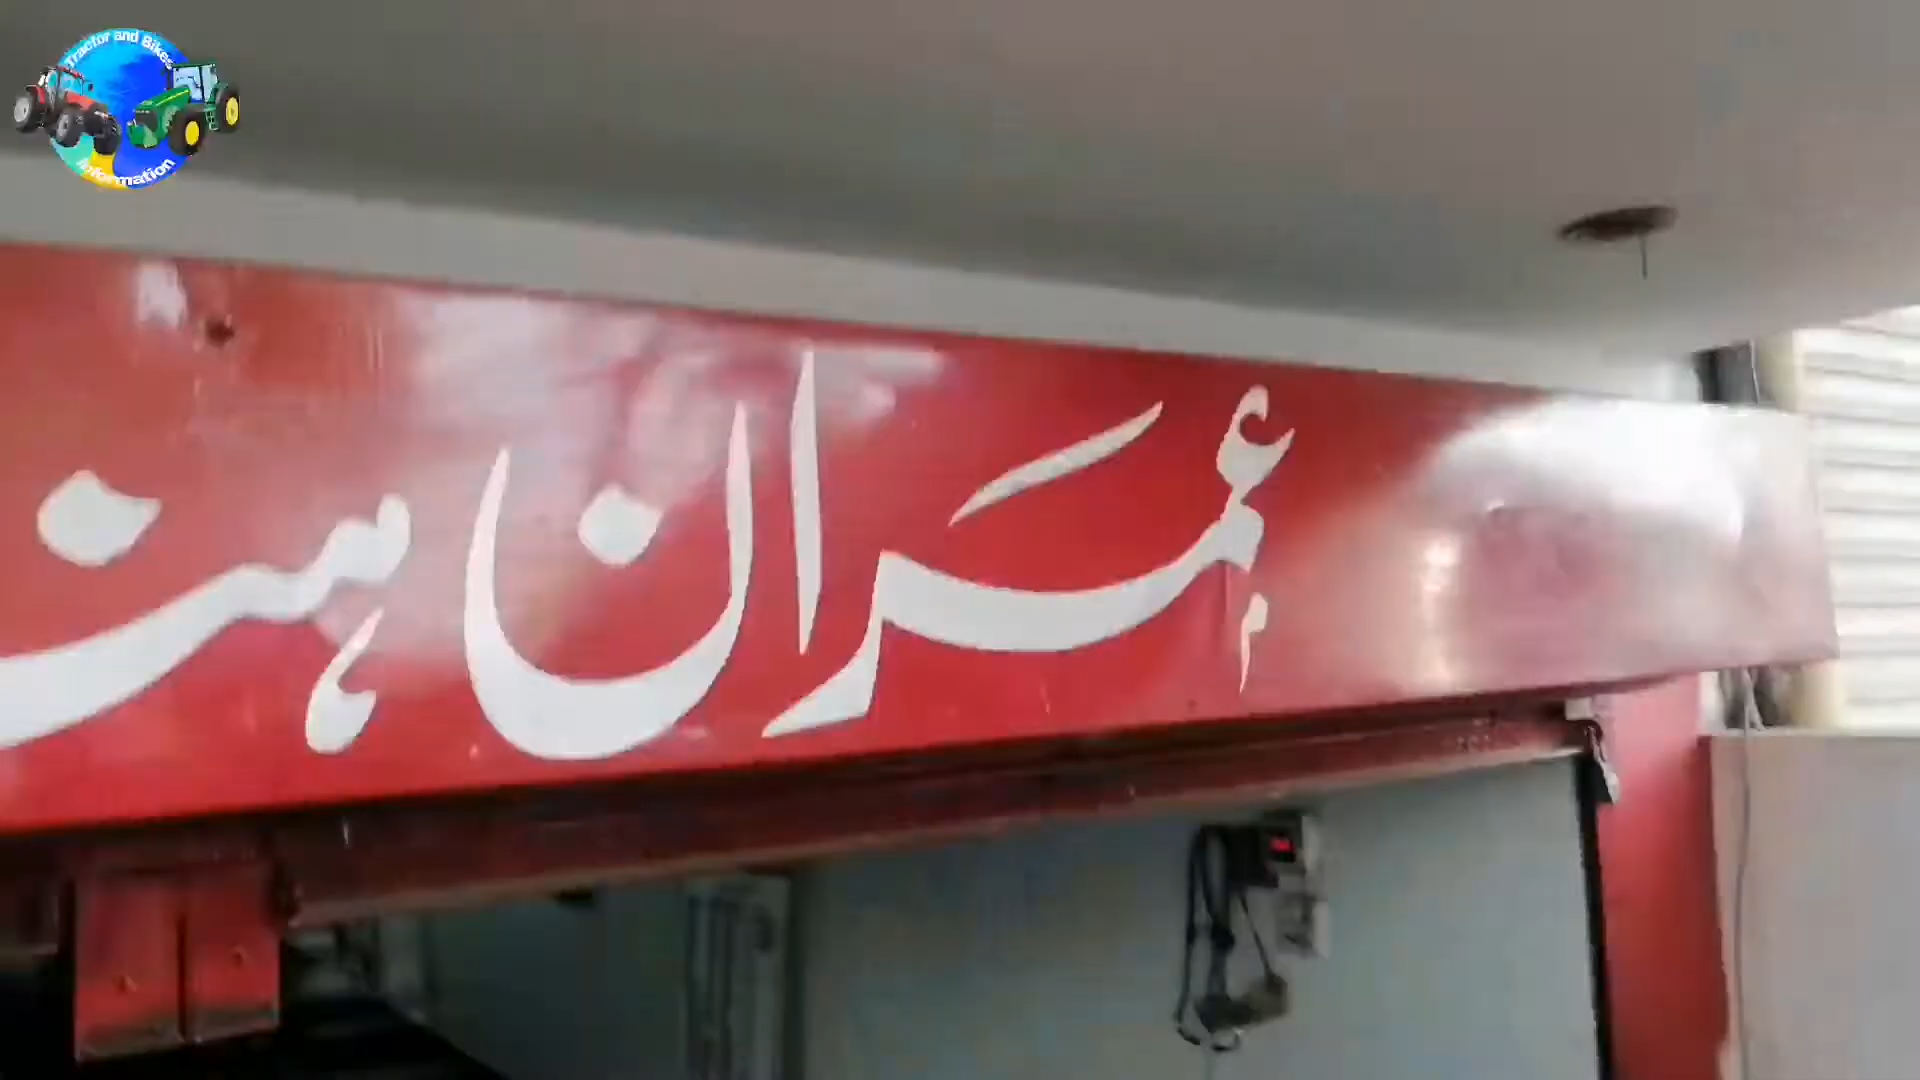 Tractor and Bikes
Information
عمران